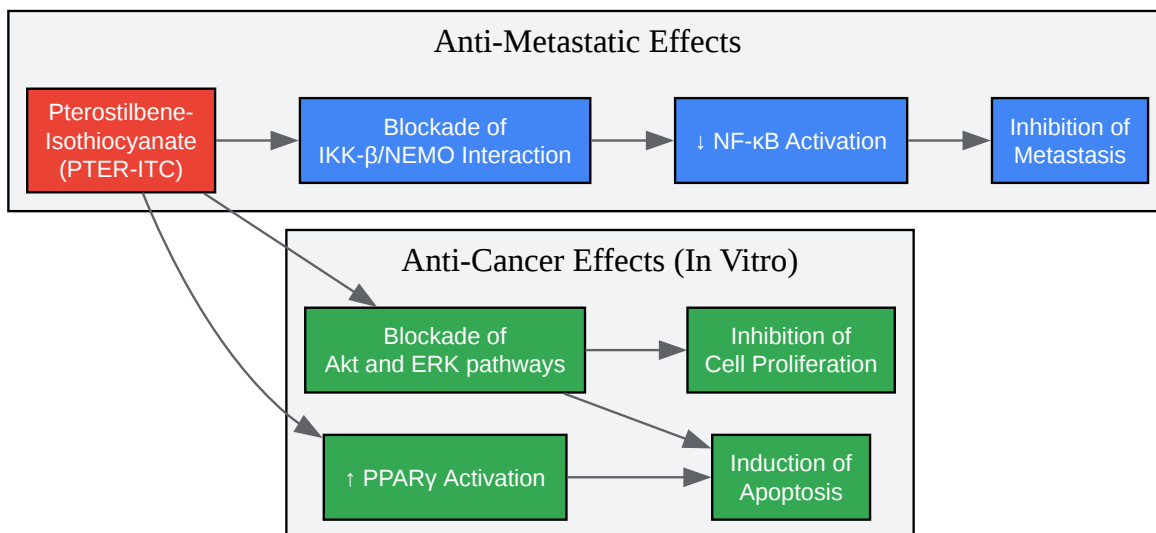 Anti-Metastatic Effects
Pterostilbene-
Isothiocyanate
(PTER-ITC)
Blockade of
IKK-β/NEMO Interaction
↓ NF-κB Activation
Inhibition of
Metastasis
Anti-Cancer Effects (In Vitro)
Blockade of
Akt and ERK pathways
Inhibition of
Cell Proliferation
↑ PPARγ Activation
Induction of
Apoptosis